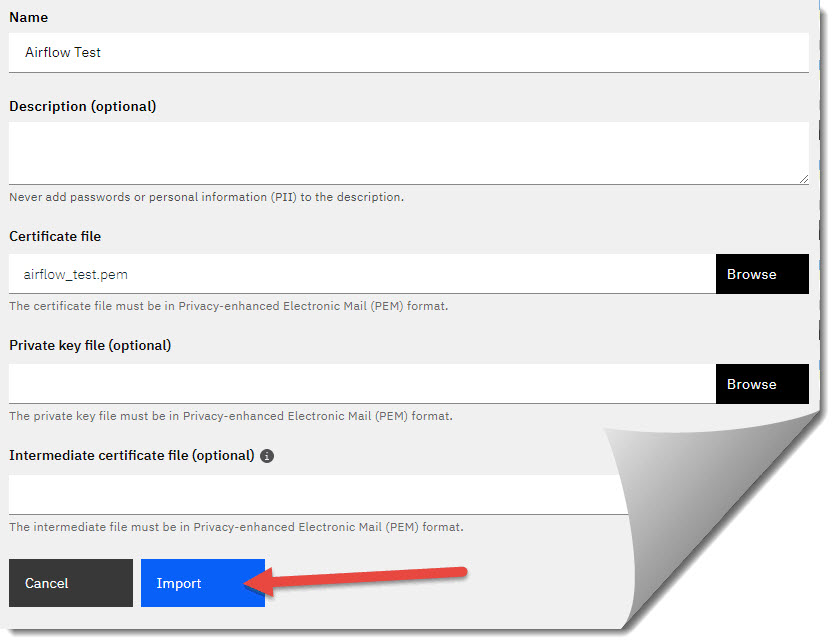 Name
Airflow Test
Description (optional)
Never add passwords or personal information (PII) to the description.
Certificate file
airflow_test.pem
Browse
The certificate file must be in Privacy-enhanced Electronic Mail (PEM) format.
Private key file (optional)
Browse
The private key file must be in Privacy-enhanced Electronic Mail (PEM) format.
Intermediate certificate file (optional) i
The intermediate file must be in Privacy-enhanced Electronic Mail (PEM) format.
Cancel
Import